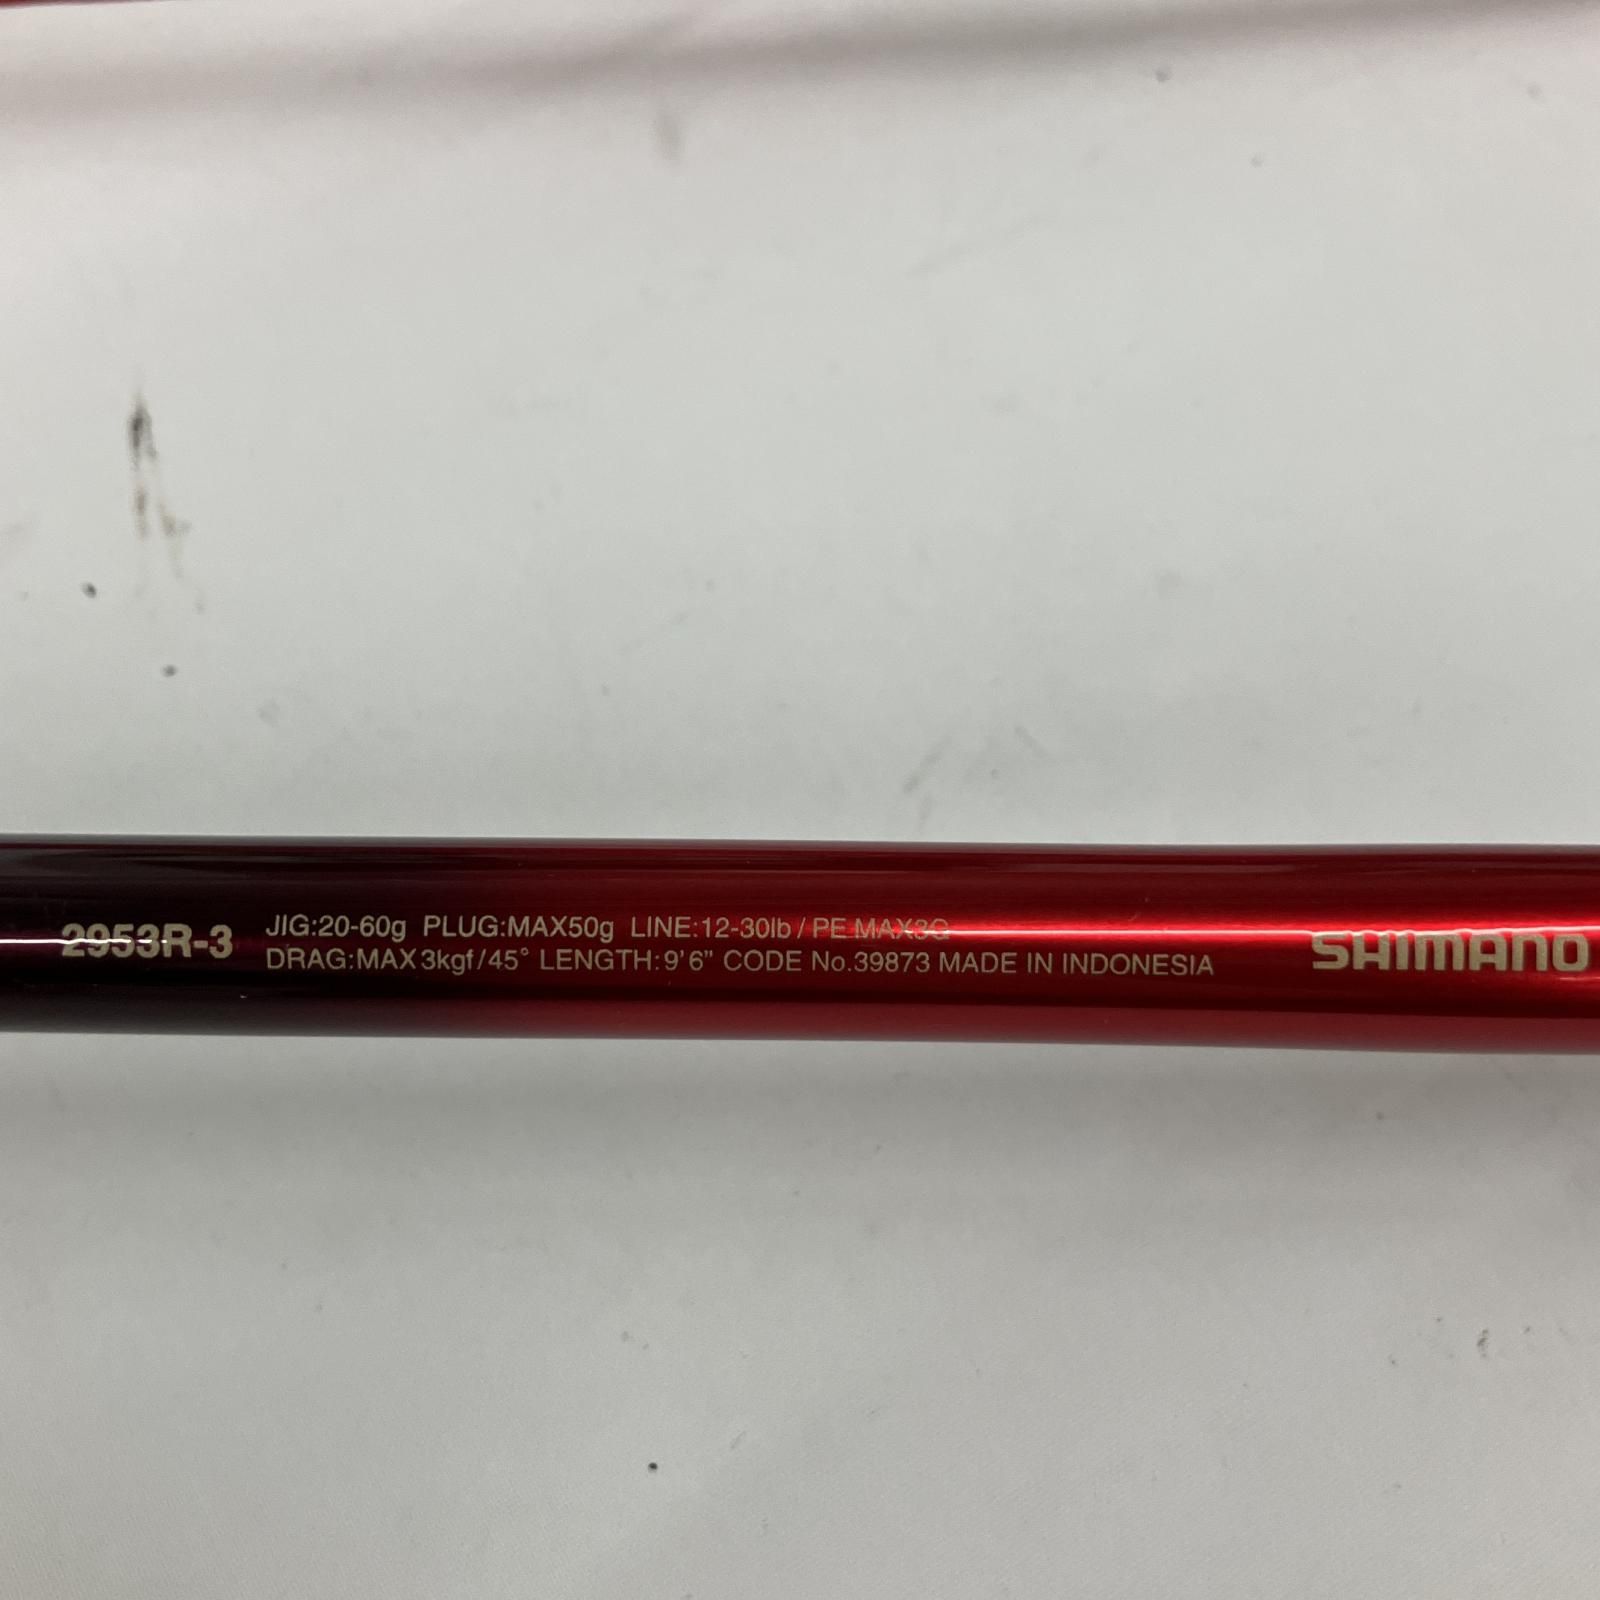 2953R-3
JIG:20-60g PLUG:MAX50g LINE:12-30lb / PE MAX3G
DRAG:MAX 3kgf/45° LENGTH:9'6" CODE No.39873 MADE IN INDONESIA
SHIMANO